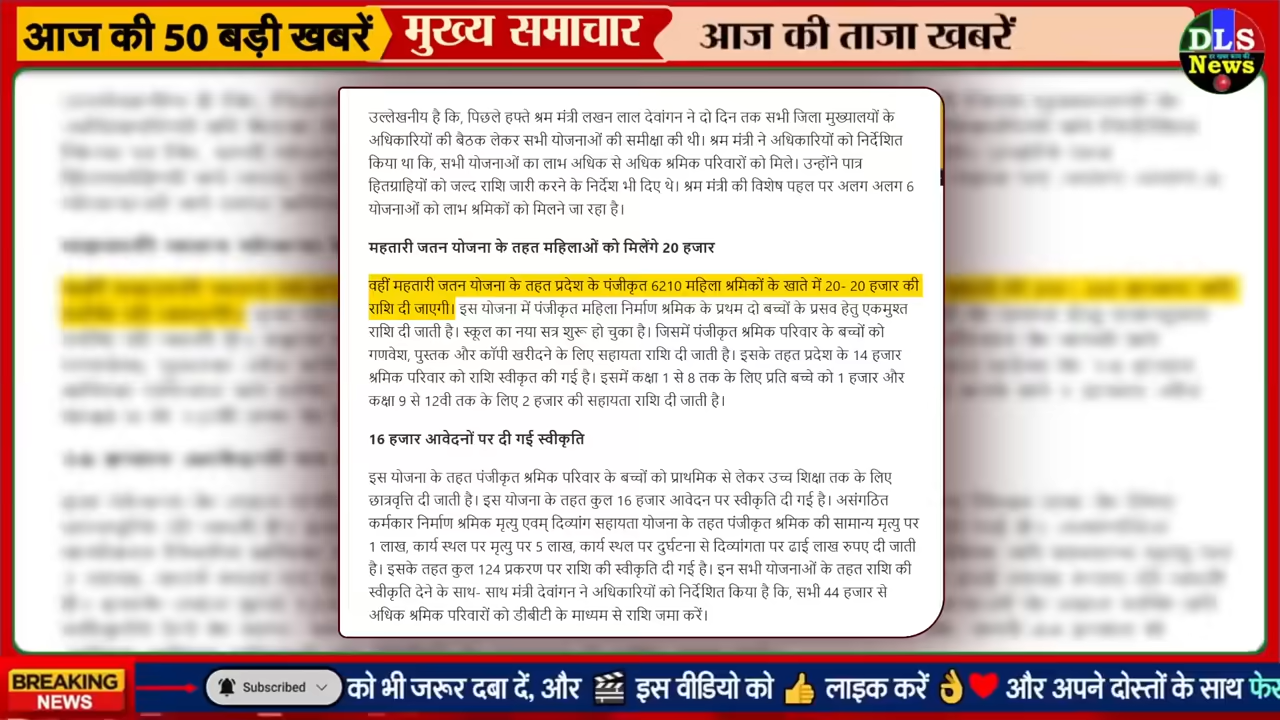 आज की 50 बड़ी खबरें
मुख्य समाचार
आज की ताजा खबरें
DLS
News
उल्लेखनीय है कि, पिछले हफ्ते श्रम मंत्री लखन लाल देवांगन ने दो दिन तक सभी जिला मुख्यालयों के
अधिकारियों की बैठक लेकर सभी योजनाओं की समीक्षा की थी। श्रम मंत्री ने अधिकारियों को निर्देशित
किया था कि, सभी योजनाओं का लाभ अधिक से अधिक श्रमिक परिवारों को मिले। उन्होंने पात्र
हितग्राहियों को जल्द राशि जारी करने के निर्देश भी दिए थे। श्रम मंत्री की विशेष पहल पर अलग अलग 6
योजनाओं को लाभ श्रमिकों को मिलने जा रहा है।
महतारी जतन योजना के तहत महिलाओं को मिलेंगे 20 हजार
वहीं महतारी जतन योजना के तहत प्रदेश के पंजीकृत 6210 महिला श्रमिकों के खाते में 20- 20 हजार की
राशि दी जाएगी। इस योजना में पंजीकृत महिला निर्माण श्रमिक के प्रथम दो बच्चों के प्रसव हेतु एकमुश्त
राशि दी जाती है। स्कूल का नया सत्र शुरू हो चुका है। जिसमें पंजीकृत श्रमिक परिवार के बच्चों को
गणवेश, पुस्तक और कॉपी खरीदने के लिए सहायता राशि दी जाती है। इसके तहत प्रदेश के 14 हजार
श्रमिक परिवार को राशि स्वीकृत की गई है। इसमें कक्षा 1 से 8 तक के लिए प्रति बच्चे को 1 हजार और
कक्षा 9 से 12वी तक के लिए 2 हजार की सहायता राशि दी जाती है।
16 हजार आवेदनों पर दी गई स्वीकृति
इस योजना के तहत पंजीकृत श्रमिक परिवार के बच्चों को प्राथमिक से लेकर उच्च शिक्षा तक के लिए
छात्रवृत्ति दी जाती है। इस योजना के तहत कुल 16 हजार आवेदन पर स्वीकृति दी गई है। असंगठित
कर्मकार निर्माण श्रमिक मृत्यु एवम् दिव्यांग सहायता योजना के तहत पंजीकृत श्रमिक की सामान्य मृत्यु पर
1 लाख, कार्य स्थल पर मृत्यु पर 5 लाख, कार्य स्थल पर दुर्घटना से दिव्यांगता पर ढाई लाख रुपए दी जाती
है। इसके तहत कुल 124 प्रकरण पर राशि की स्वीकृति दी गई है। इन सभी योजनाओं के तहत राशि की
स्वीकृति देने के साथ- साथ मंत्री देवांगन ने अधिकारियों को निर्देशित किया है कि, सभी 44 हजार से
अधिक श्रमिक परिवारों को डीबीटी के माध्यम से राशि जमा करें।
BREAKING
NEWS
Subscribed को भी जरूर दबा दें, और 🎬 इस वीडियो को 👍 लाइक करें 👌❤️ और अपने दोस्तों के साथ